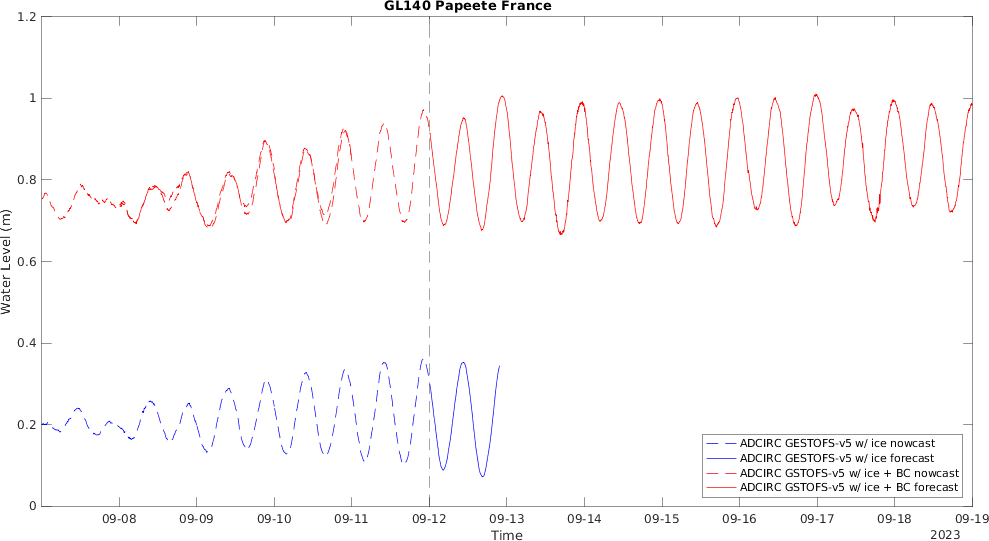 GL140 Papeete France
1.2
1
0.8
0.6
0.4
0.2
0
Water Level (m)
09-08 09-09 09-10 09-11 09-12 09-13 09-14 09-15 09-16 09-17 09-18 09-19
Time
2023
ADCIRC GESTOFS-v5 w/ ice nowcast
ADCIRC GESTOFS-v5 w/ ice forecast
ADCIRC GSTOFS-v5 w/ ice + BC nowcast
ADCIRC GSTOFS-v5 w/ ice + BC forecast